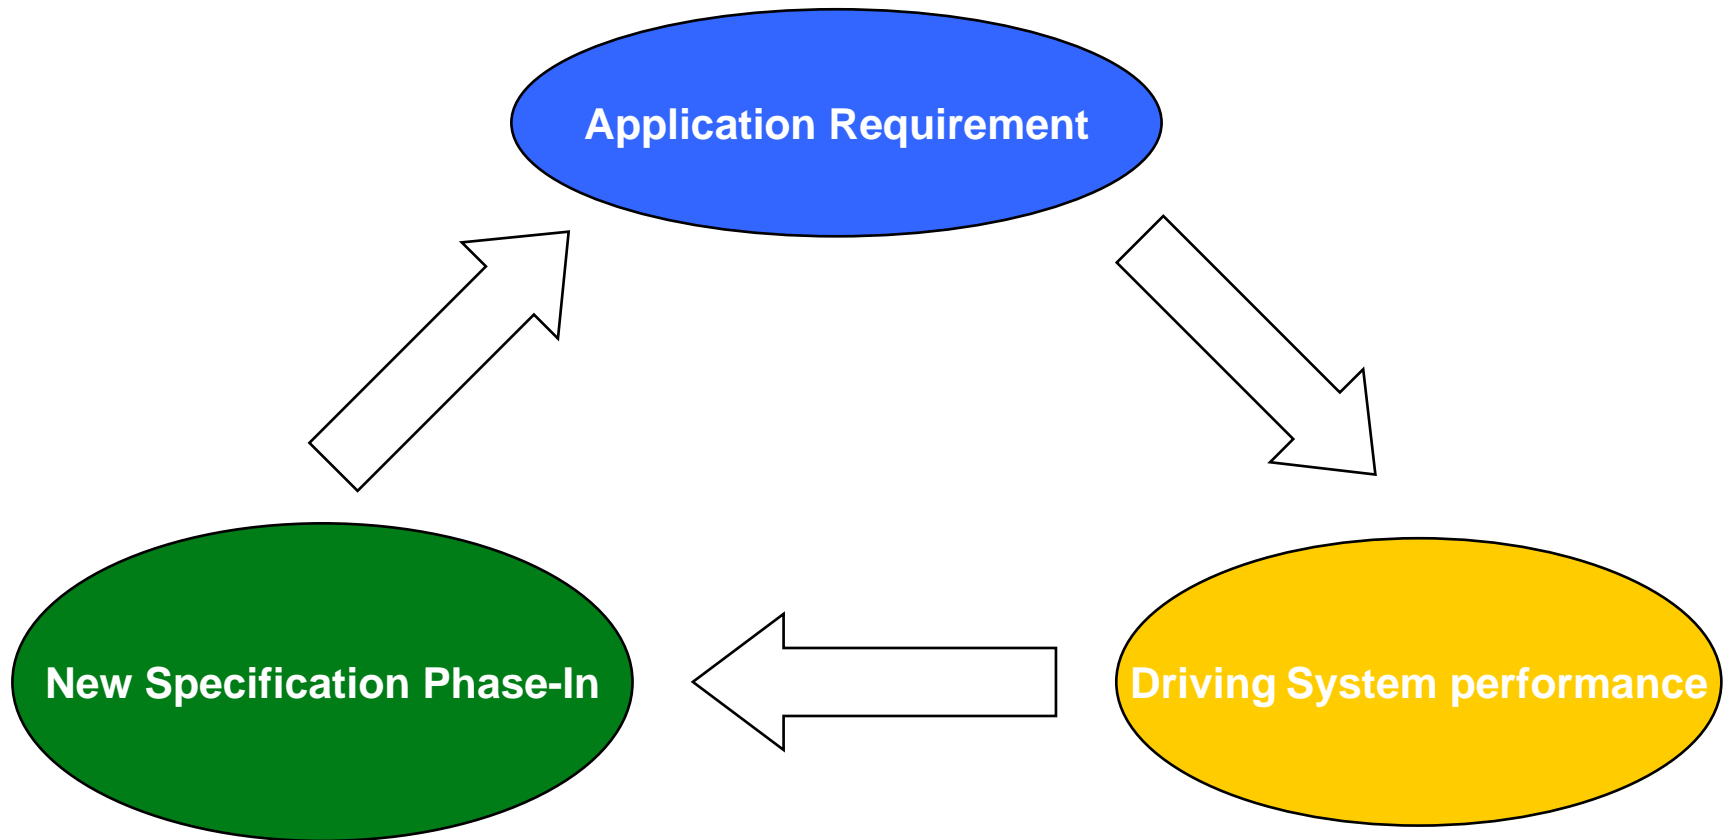 Application Requirement
New Specification Phase-In
Driving System performance